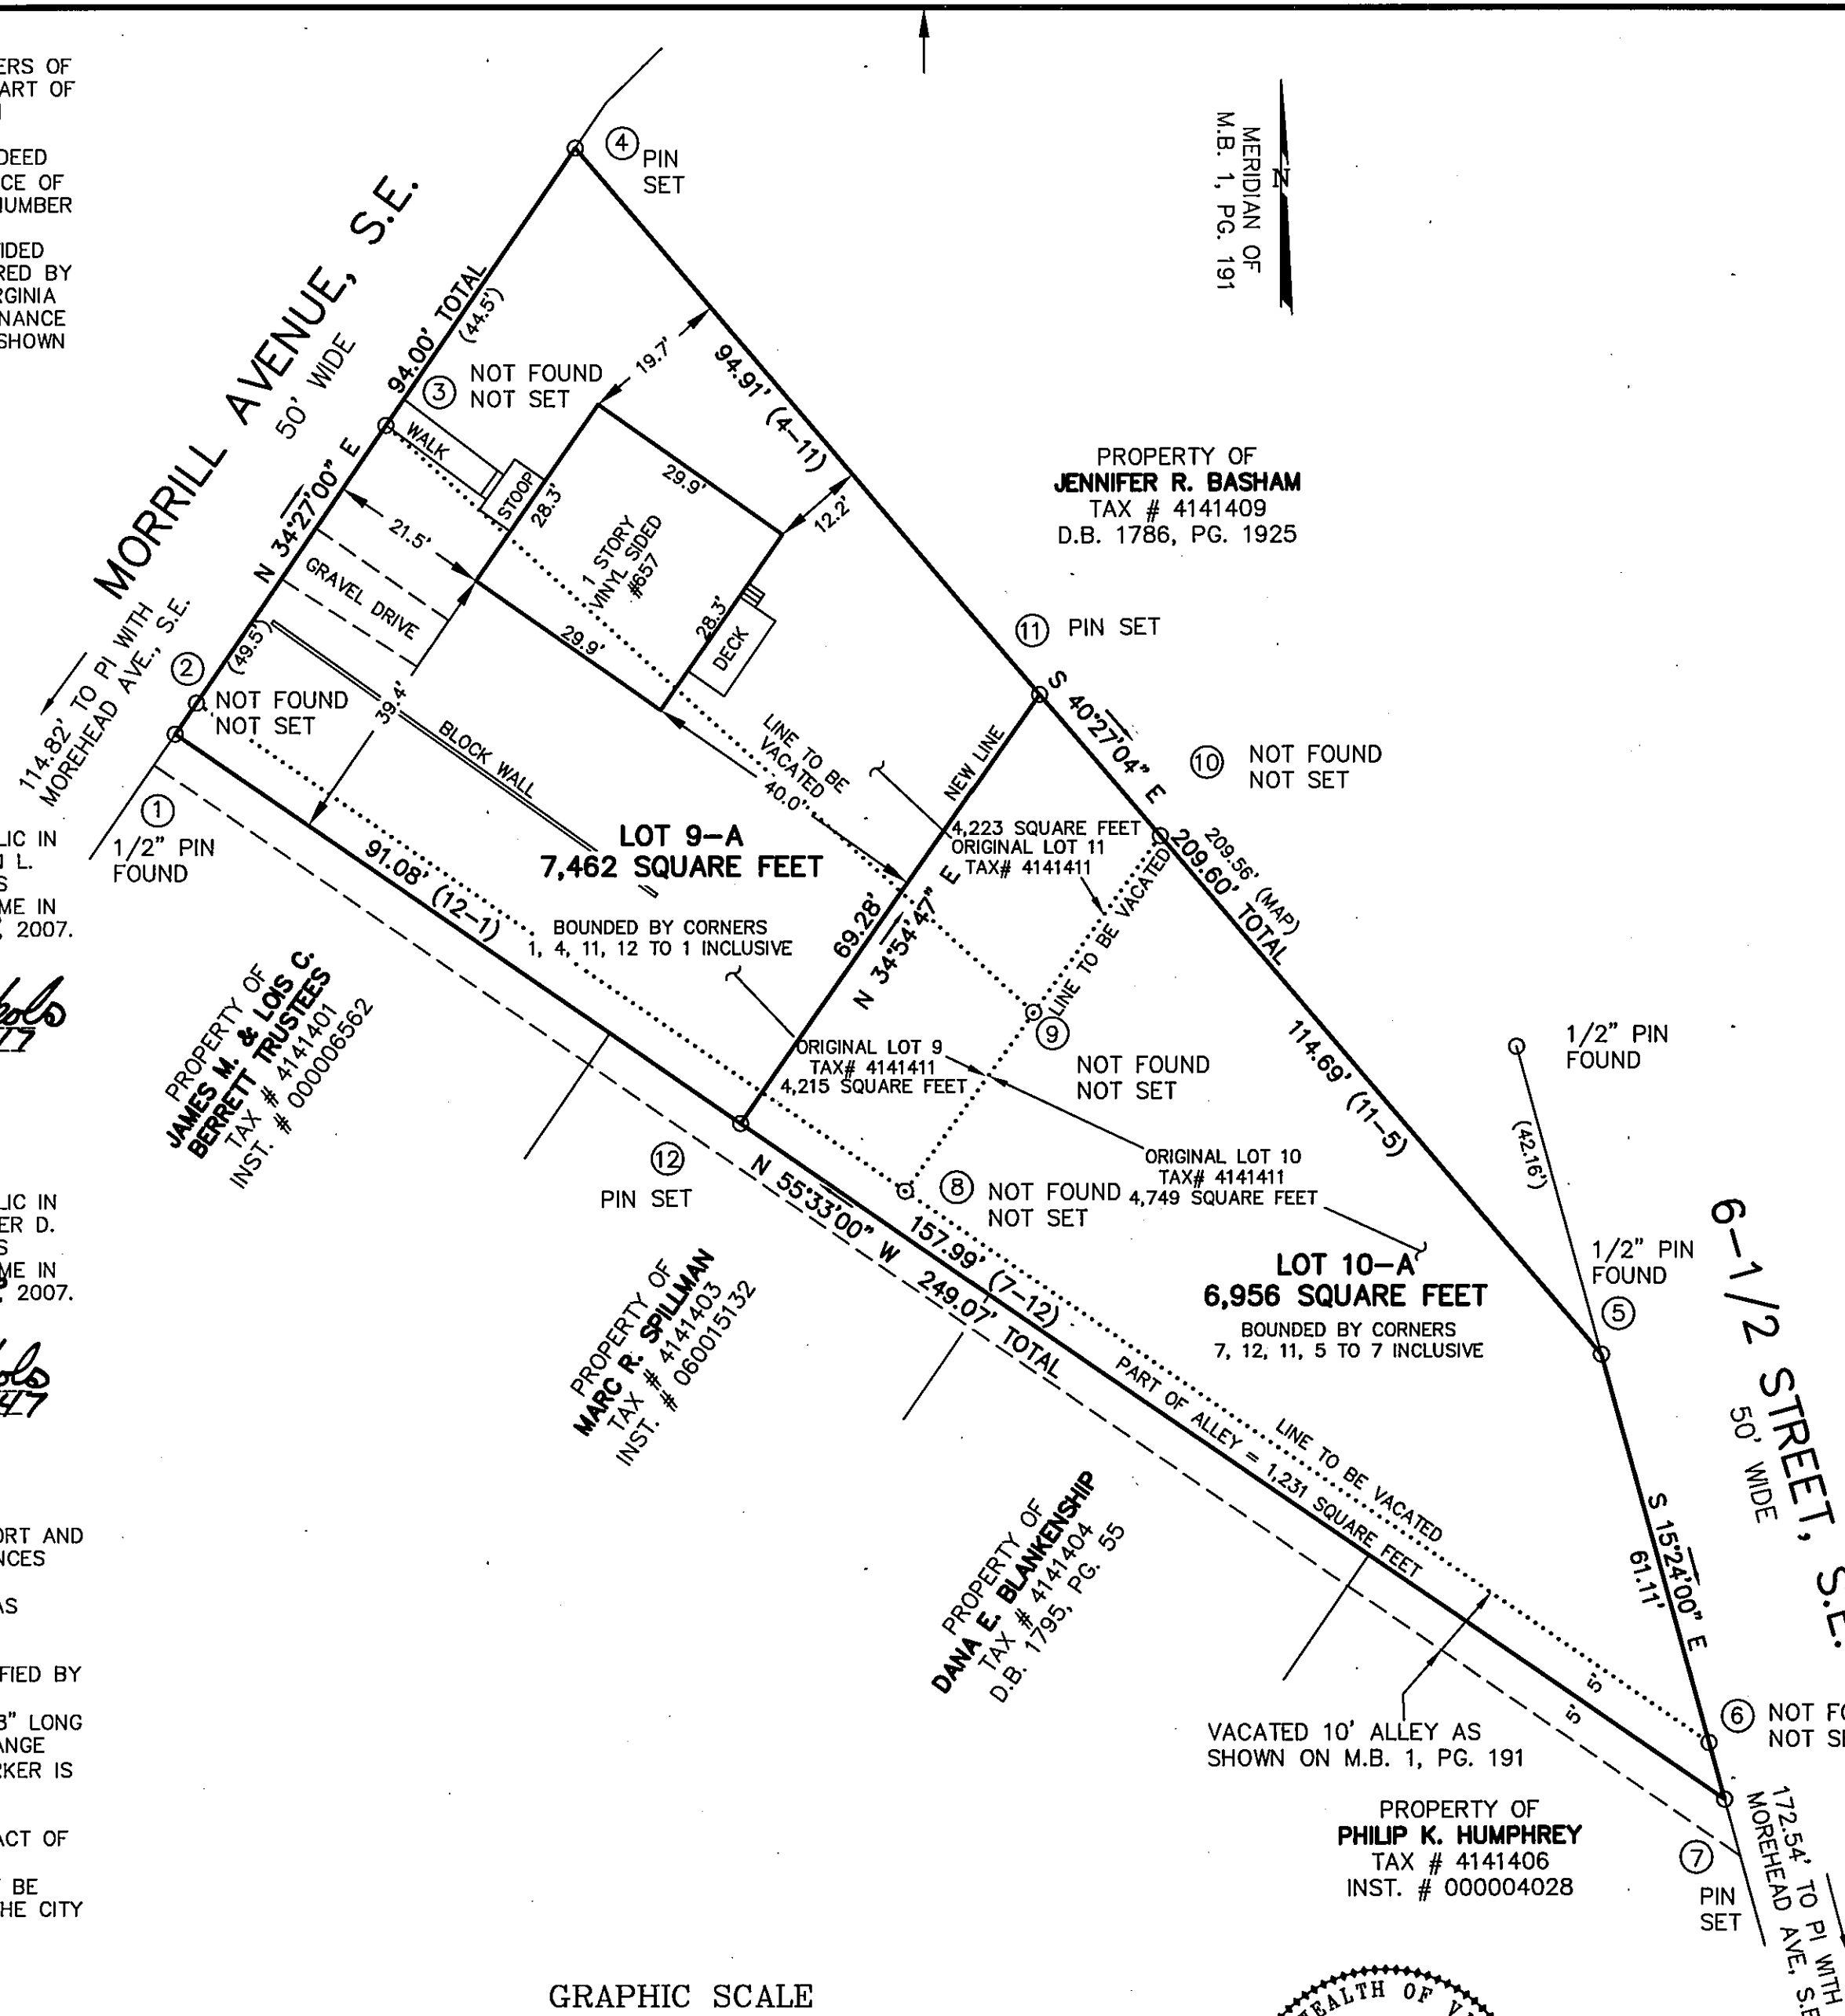 ERS OF
ART OF
DEED
CE OF
NUMBER
IDED
RED BY
RGINIA
NANCE
SHOWN
MORRILL AVENUE, S.E.
50' WIDE
4
PIN
SET
94.00' TOTAL
(44.5')
3
NOT FOUND
NOT SET
N 34°27'00" E
WALK
STOOP
19.7'
29.9'
28.3'
1 STORY
VINYL SIDED
#657
12.2'
21.5'
GRAVEL DRIVE
29.9'
28.3'
DECK
94.91' (4-11)
MERIDIAN OF
M.B. 1, PG. 191
N
PROPERTY OF
JENNIFER R. BASHAM
TAX # 4141409
D.B. 1786, PG. 1925
11
PIN SET
S 40°27'04" E
10
NOT FOUND
NOT SET
114.82' TO PI WITH
MOREHEAD AVE., S.E.
2
NOT FOUND
NOT SET
(49.5')
39.4'
BLOCK WALL
LINE TO BE
VACATED
40.0'
NEW LINE
1
1/2" PIN
FOUND
91.08' (12-1)
LOT 9-A
7,462 SQUARE FEET
BOUNDED BY CORNERS
1, 4, 11, 12 TO 1 INCLUSIVE
69.28'
N 34°54'47" E
4,223 SQUARE FEET
ORIGINAL LOT 11
TAX# 4141411
LINE TO BE VACATED
209.56' (MAP)
209.60' TOTAL
114.69' (11-5)
9
NOT FOUND
NOT SET
ORIGINAL LOT 9
TAX# 4141411
4,215 SQUARE FEET
1/2" PIN
FOUND
(42.16')
LIC IN
N L.
S
ME IN
, 2007.
PROPERTY OF
JAMES M. & LOIS C.
BERRETT TRUSTEES
TAX # 4141401
INST. # 000006562
12
PIN SET
8
NOT FOUND
NOT SET
ORIGINAL LOT 10
TAX# 4141411
4,749 SQUARE FEET
N 55°33'00" W 249.07' TOTAL
157.99' (7-12)
LOT 10-A
6,956 SQUARE FEET
BOUNDED BY CORNERS
7, 12, 11, 5 TO 7 INCLUSIVE
1/2" PIN
FOUND
5
6-1/2 STREET, S.E.
50' WIDE
LIC IN
ER D.
S
ME IN
, 2007.
47
PROPERTY OF
MARC R. SPILLMAN
TAX # 4141403
INST. # 060015132
PART OF ALLEY = 1,231 SQUARE FEET
LINE TO BE VACATED
S 15°24'00" E
61.11'
PROPERTY OF
DANA E. BLANKENSHIP
TAX # 4141404
D.B. 1795, PG. 55
ORT AND
NCES
AS
FIED BY
8" LONG
ANGE
RKER IS
ACT OF
BE
HE CITY
5'
5'
VACATED 10' ALLEY AS
SHOWN ON M.B. 1, PG. 191
6
NOT FO
NOT SE
PROPERTY OF
PHILIP K. HUMPHREY
TAX # 4141406
INST. # 000004028
7
PIN
SET
172.54' TO PI WITH
MOREHEAD AVE, S.E
GRAPHIC SCALE
EALTH OF V